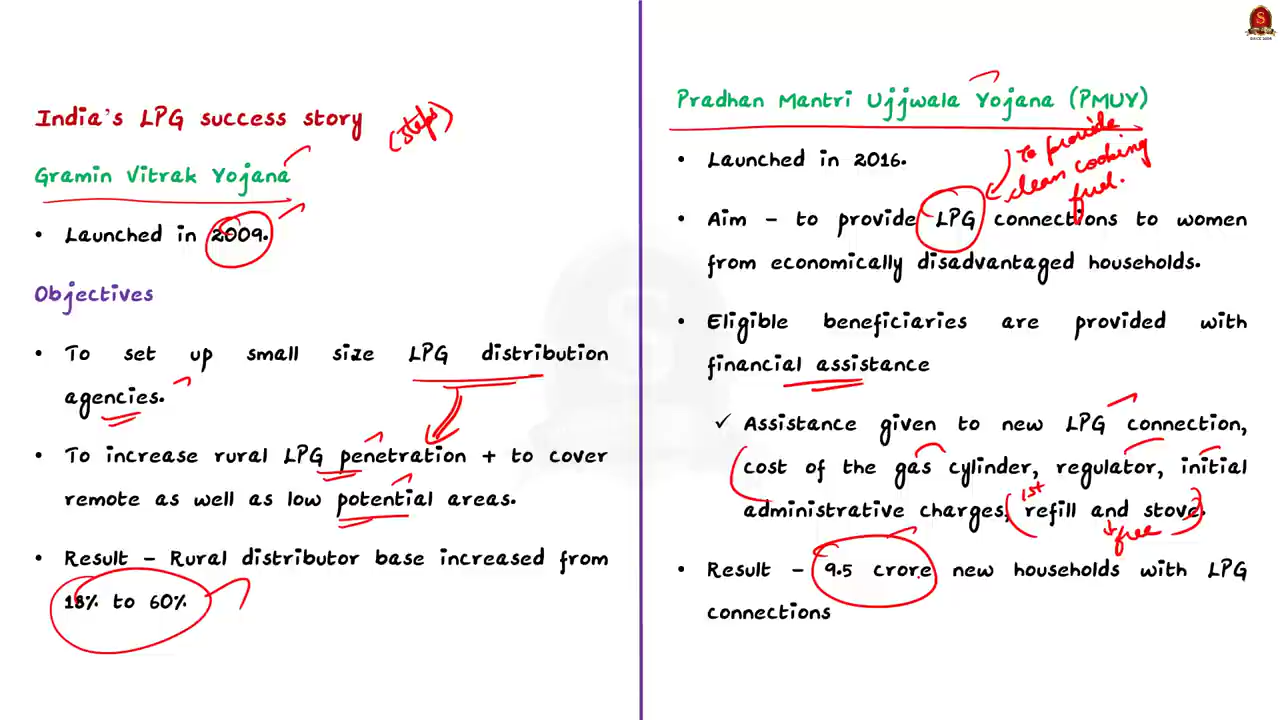 India's LPG success story
(steps)
Gramin Vitrak Yojana
• Launched in 2009.
Objectives
• To set up small size LPG distribution
agencies.
• To increase rural LPG penetration + to cover
remote as well as low potential areas.
• Result – Rural distributor base increased from
18% to 60%
Pradhan Mantri Ujjwala Yojana (PMUY)
To provide
clean cooking
fuel.
• Launched in 2016.
• Aim – to provide LPG connections to women
from economically disadvantaged households.
• Eligible beneficiaries are provided with
financial assistance
✓ Assistance given to new LPG connection,
cost of the gas cylinder, regulator, initial
1st
administrative charges, refill and stove.
free
• Result – 9.5 crore new households with LPG
connections